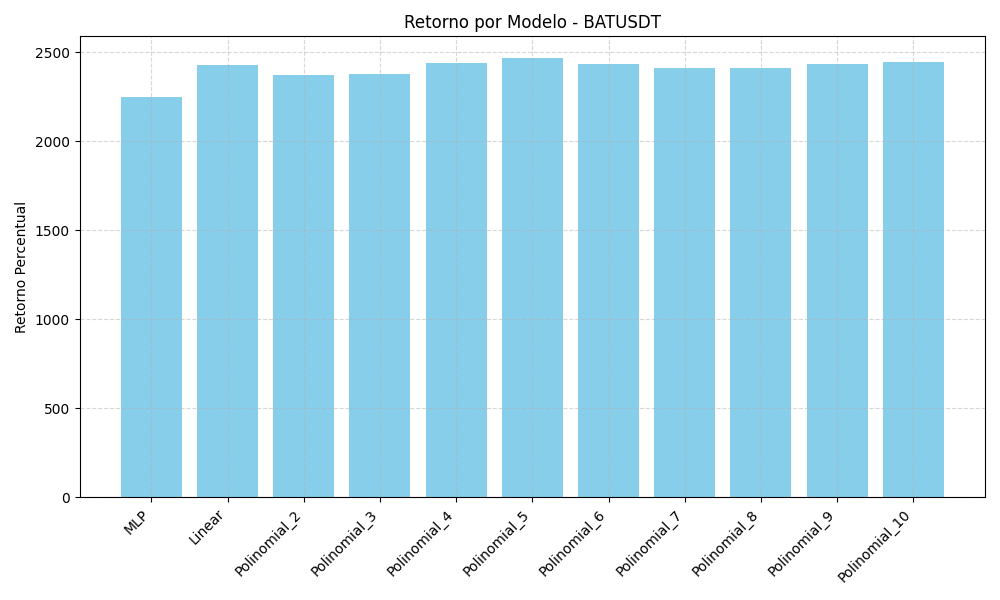 Retorno por Modelo - BATUSDT
Retorno Percentual
2500
2000
1500
1000
500
0
MLP
Linear
Polinomial_2
Polinomial_3
Polinomial_4
Polinomial_5
Polinomial_6
Polinomial_7
Polinomial_8
Polinomial_9
Polinomial_10